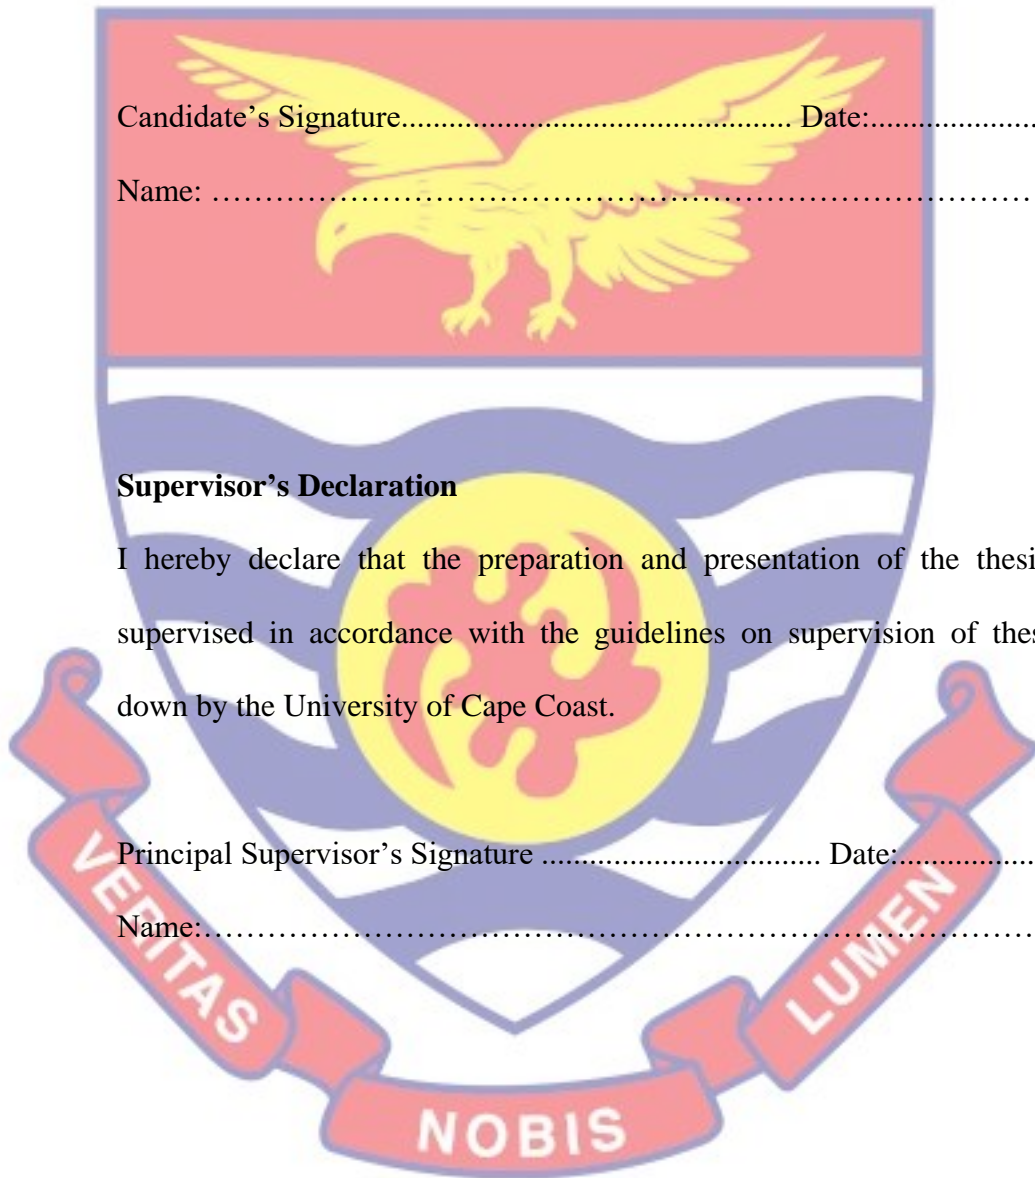 Candidate’s Signature................................................. Date:.....................
Name: ………………………………………………………………………
Supervisor’s Declaration
I hereby declare that the preparation and presentation of the thesi
supervised in accordance with the guidelines on supervision of thes
down by the University of Cape Coast.
Principal Supervisor’s Signature .................................. Date:.................
Name:………………………………………………………………………
VERITAS
NOBIS
LUMEN